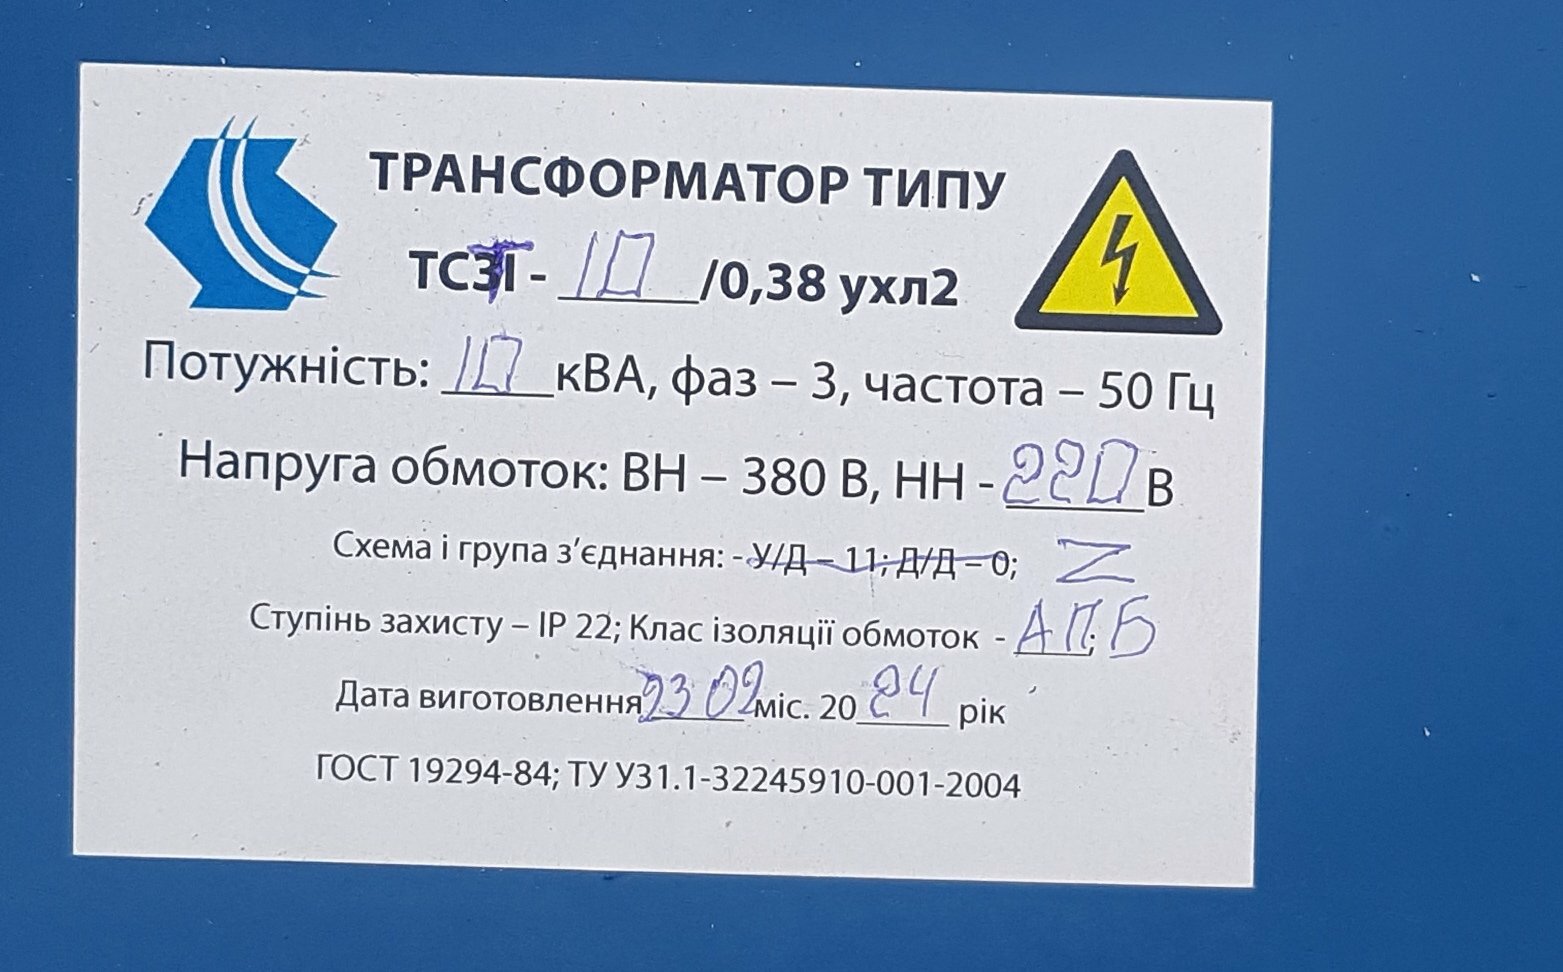 ТРАНСФОРМАТОР ТИПУ
ТСТ - 10 /0,38 ухл2
Потужність: 10 кВА, фаз – 3, частота – 50 Гц
Напруга обмоток: ВН – 380 В, НН - 220 В
Схема і група з’єднання: - У/Д – 11; Д/Д – 0; Z
Ступінь захисту – IP 22; Клас ізоляції обмоток - АПБ;
Дата виготовлення 23 02 міс. 20 24 рік
ГОСТ 19294-84; ТУ У31.1-32245910-001-2004